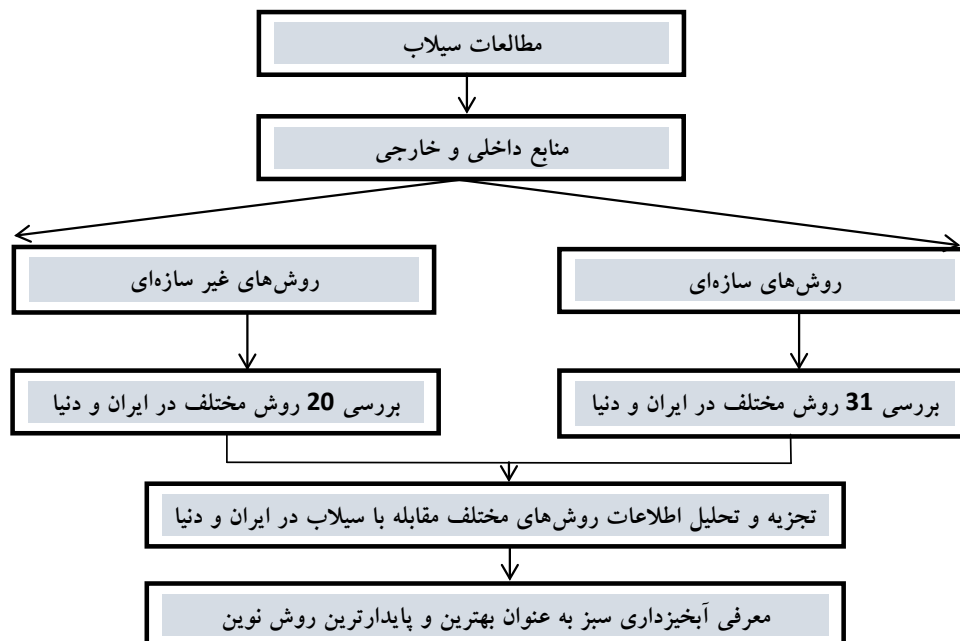 مطالعات سیلاب
منابع داخلی و خارجی
روش‌های سازه‌ای
روش‌های غیر سازه‌ای
بررسی 31 روش مختلف در ایران و دنیا
بررسی 20 روش مختلف در ایران و دنیا
تجزیه و تحلیل اطلاعات روش‌های مختلف مقابله با سیلاب در ایران و دنیا
معرفی آبخیزداری سبز به عنوان بهترین و پایدارترین روش نوین